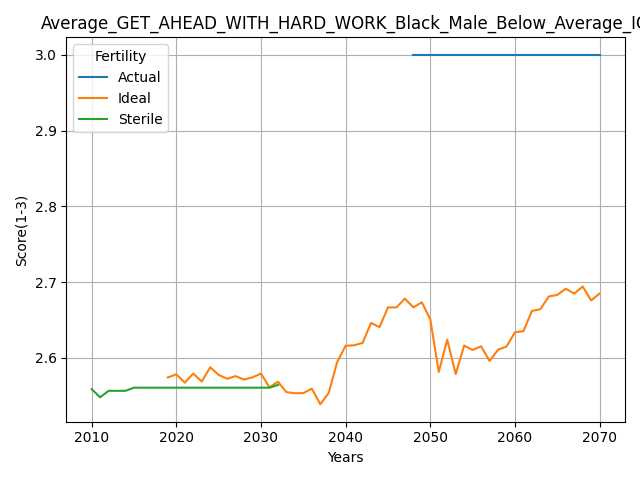 Average_GET_AHEAD_WITH_HARD_WORK_Black_Male_Below_Average_IQ
Fertility
Actual
Ideal
Sterile
3.0
2.9
2.8
2.7
2.6
Score(1-3)
2010 2020 2030 2040 2050 2060 2070
Years